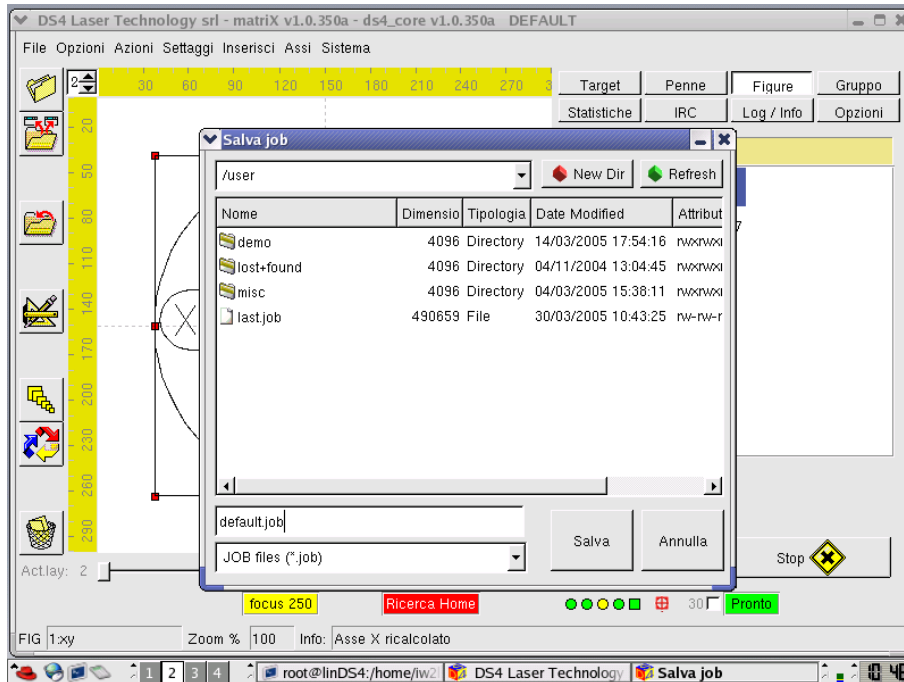 DS4 Laser Technology srl - matriX v1.0.350a - ds4_core v1.0.350a DEFAULT
File Opzioni Azioni Settaggi Inserisci Assi Sistema
2 30 60 90 120 150 180 210 240 270 3
Target Penne Figure Gruppo
Statistiche IRC Log / Info Opzioni
20
50
80
110
140
170
200
230
260
290
X
7
Salva job
/user New Dir Refresh
Nome Dimensio Tipologia Date Modified Attribut
demo 4096 Directory 14/03/2005 17:54:16 rwxrwx
lost+found 4096 Directory 04/11/2004 13:04:45 rwxrwx
misc 4096 Directory 04/03/2005 15:38:11 rwxrwx
last.job 490659 File 30/03/2005 10:43:25 rw-rw-r
default.job
JOB files (*.job)
Salva Annulla
Stop
Act.lay: 2
focus 250 Ricerca Home 30 Pronto
FIG 1:xy Zoom % 100 Info: Asse X ricalcolato
1 2 3 4 root@linDS4:/home/iw2 DS4 Laser Technology Salva job